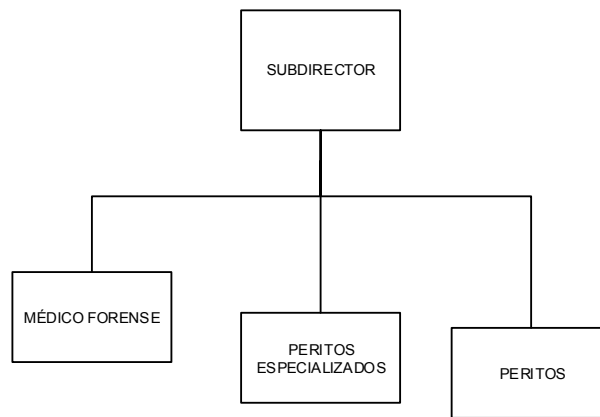 SUBDIRECTOR
MÉDICO FORENSE
PERITOS
ESPECIALIZADOS
PERITOS